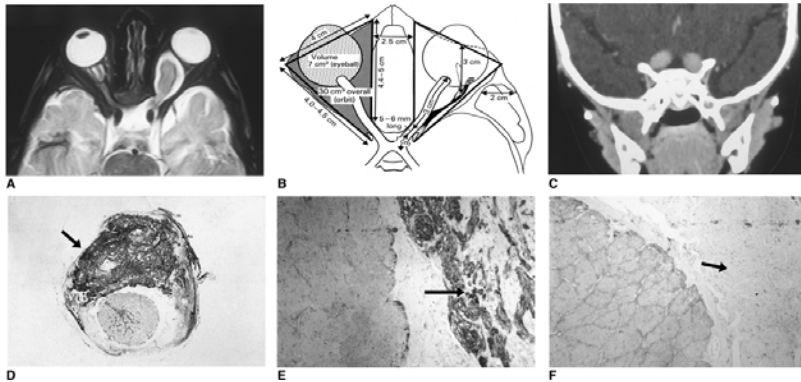 A
4 cm
2.5 cm
Volume
7 cm³ (eyeball)
30 cm³ overall
(orbit)
4.4–5 cm
4.0–4.5 cm
3 cm
2 cm
5–6 mm
long
B
C
D
E
F